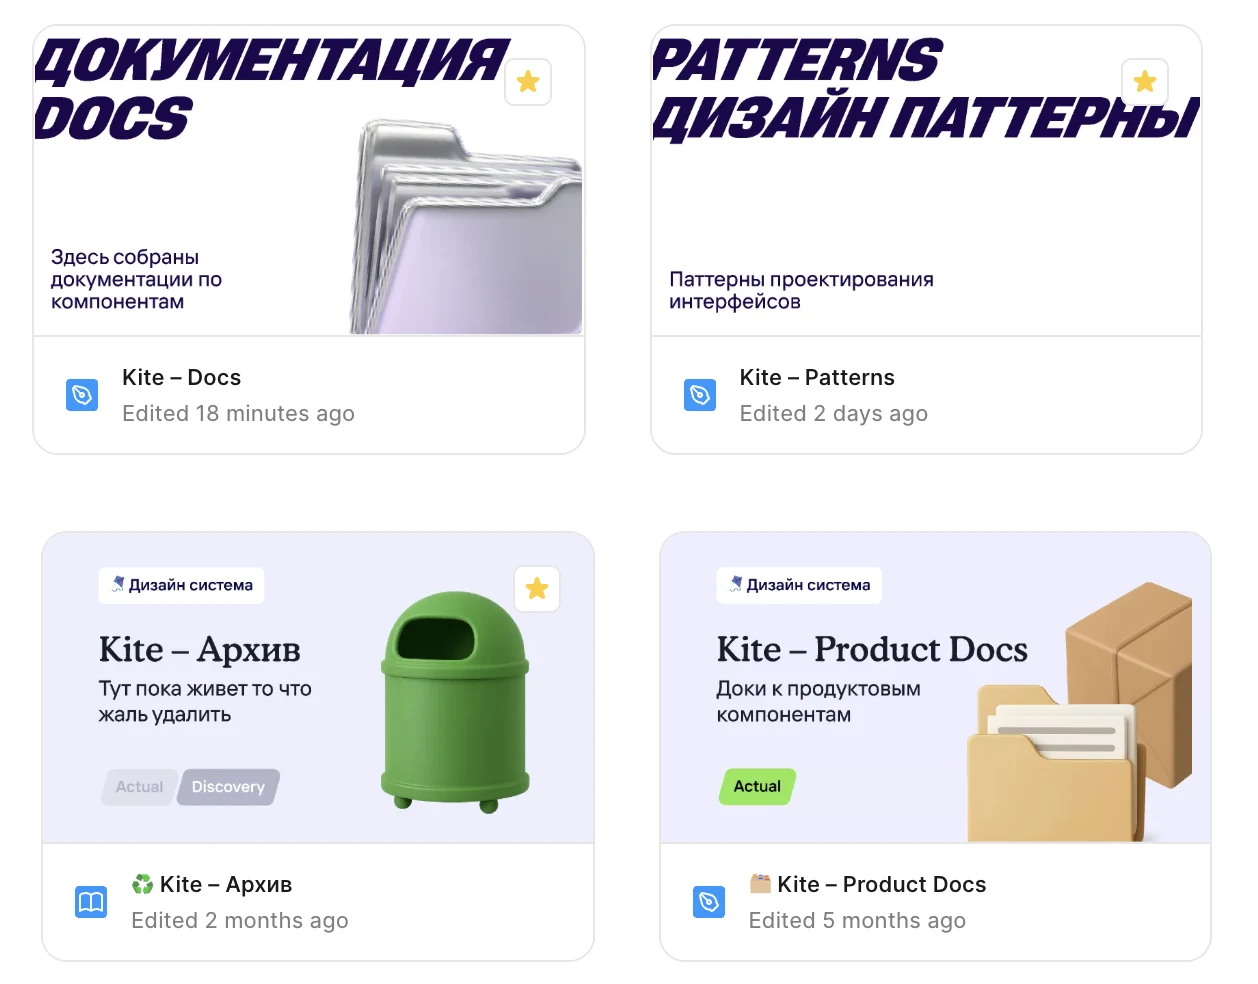 ДОКУМЕНТАЦИЯ
DOCS
Здесь собраны
документации по
компонентам
Kite – Docs
Edited 18 minutes ago
PATTERNS
ДИЗАЙН ПАТТЕРНЫ
Паттерны проектирования
интерфейсов
Kite – Patterns
Edited 2 days ago
Дизайн система
Kite – Архив
Тут пока живет то что
жаль удалить
Actual
Discovery
Kite – Архив
Edited 2 months ago
Дизайн система
Kite – Product Docs
Доки к продуктовым
компонентам
Actual
Kite – Product Docs
Edited 5 months ago